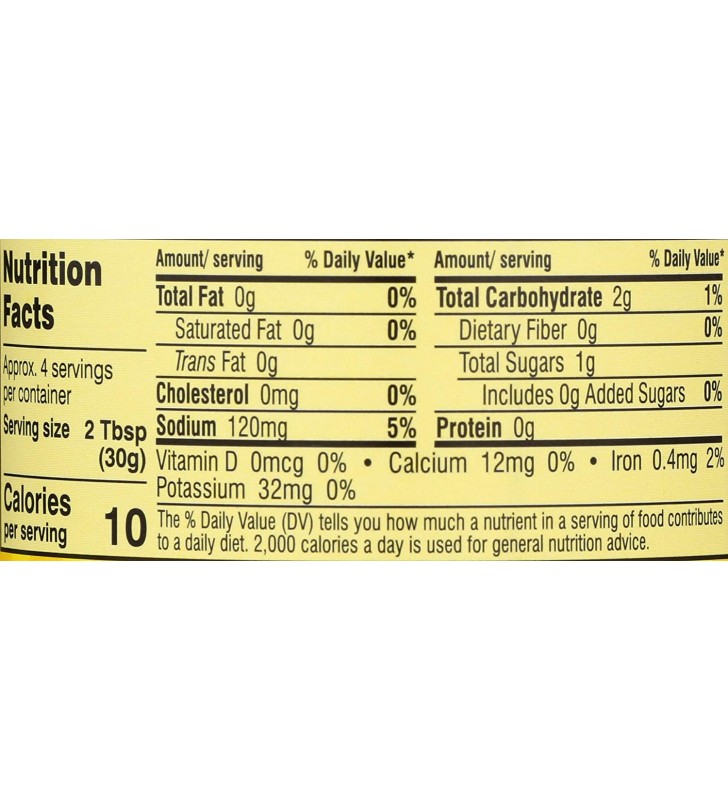 Nutrition
Facts
Approx. 4 servings
per container
Serving size 2 Tbsp
(30g)
Calories
per serving 10
Amount/ serving % Daily Value*
Total Fat 0g 0%
Saturated Fat 0g 0%
Trans Fat 0g
Cholesterol 0mg 0%
Sodium 120mg 5%
Amount/ serving % Daily Value*
Total Carbohydrate 2g 1%
Dietary Fiber 0g 0%
Total Sugars 1g
Includes 0g Added Sugars 0%
Protein 0g
Vitamin D 0mcg 0% • Calcium 12mg 0% • Iron 0.4mg 2%
Potassium 32mg 0%
The % Daily Value (DV) tells you how much a nutrient in a serving of food contributes
to a daily diet. 2,000 calories a day is used for general nutrition advice.